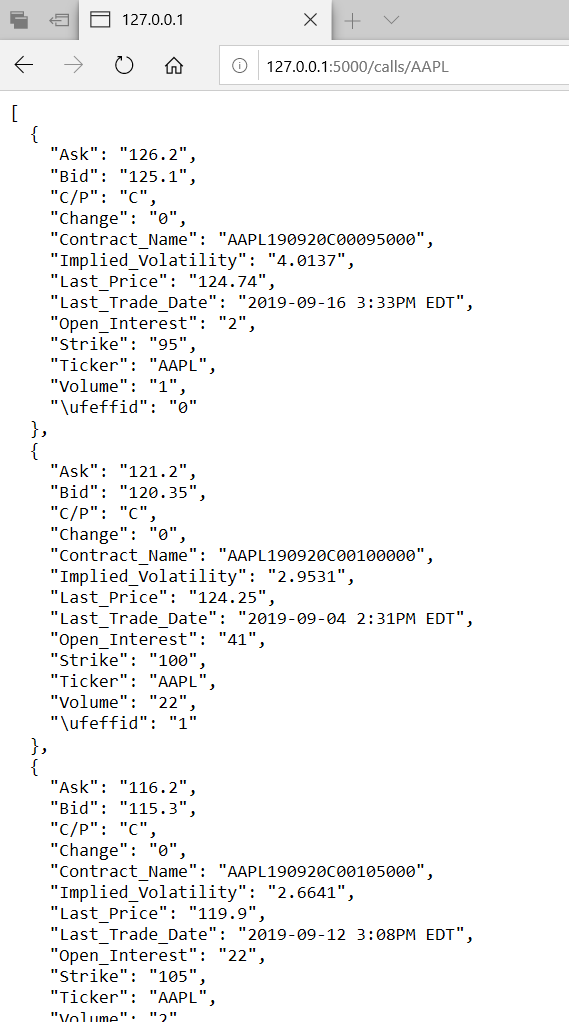 127.0.0.1
127.0.0.1:5000/calls/AAPL
[
  {
    "Ask": "126.2",
    "Bid": "125.1",
    "C/P": "C",
    "Change": "0",
    "Contract_Name": "AAPL190920C00095000",
    "Implied_Volatility": "4.0137",
    "Last_Price": "124.74",
    "Last_Trade_Date": "2019-09-16 3:33PM EDT",
    "Open_Interest": "2",
    "Strike": "95",
    "Ticker": "AAPL",
    "Volume": "1",
    "\ufeffid": "0"
  },
  {
    "Ask": "121.2",
    "Bid": "120.35",
    "C/P": "C",
    "Change": "0",
    "Contract_Name": "AAPL190920C00100000",
    "Implied_Volatility": "2.9531",
    "Last_Price": "124.25",
    "Last_Trade_Date": "2019-09-04 2:31PM EDT",
    "Open_Interest": "41",
    "Strike": "100",
    "Ticker": "AAPL",
    "Volume": "22",
    "\ufeffid": "1"
  },
  {
    "Ask": "116.2",
    "Bid": "115.3",
    "C/P": "C",
    "Change": "0",
    "Contract_Name": "AAPL190920C00105000",
    "Implied_Volatility": "2.6641",
    "Last_Price": "119.9",
    "Last_Trade_Date": "2019-09-12 3:08PM EDT",
    "Open_Interest": "22",
    "Strike": "105",
    "Ticker": "AAPL",
    "Volume": "2"